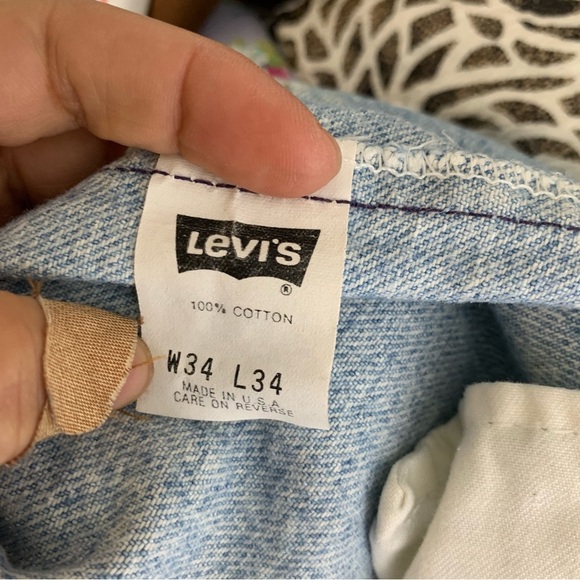 Levi's
®
100% COTTON
W34 L34
MADE IN U.S.A
CARE ON REVERSE